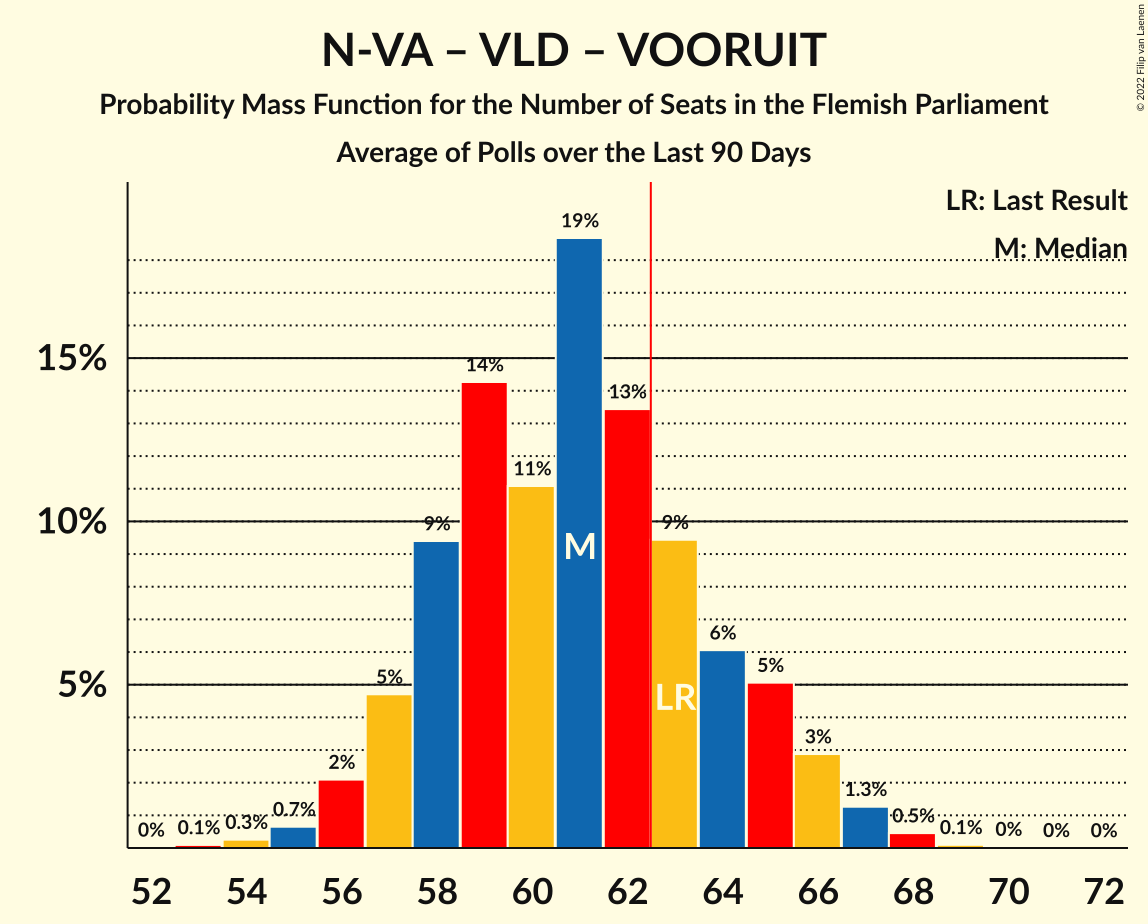 N-VA – VLD – VOORUIT
Probability Mass Function for the Number of Seats in the Flemish Parliament
Average of Polls over the Last 90 Days
© 2022 Filip van Laenen
LR: Last Result
M: Median
15%
10%
5%
0%
0.1%
0.3%
0.7%
2%
5%
9%
14%
11%
19%
13%
9%
6%
5%
3%
1.3%
0.5%
0.1%
0%
0%
0%
M
LR
52 54 56 58 60 62 64 66 68 70 72